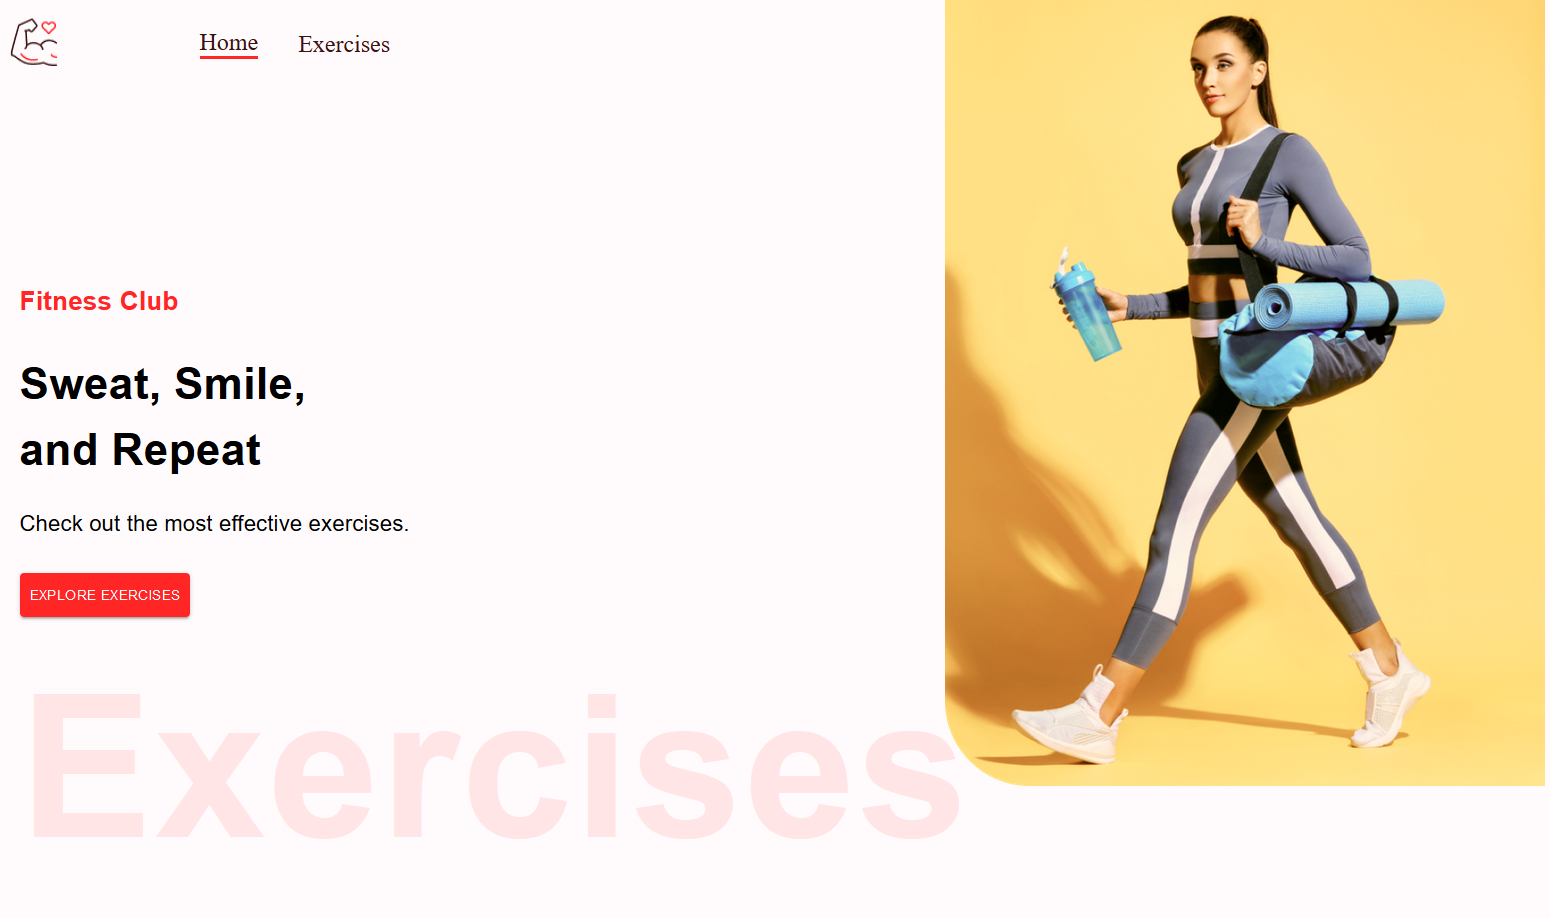 Home
Exercises
Fitness Club
Sweat, Smile,
and Repeat
Check out the most effective exercises.
EXPLORE EXERCISES
Exercises